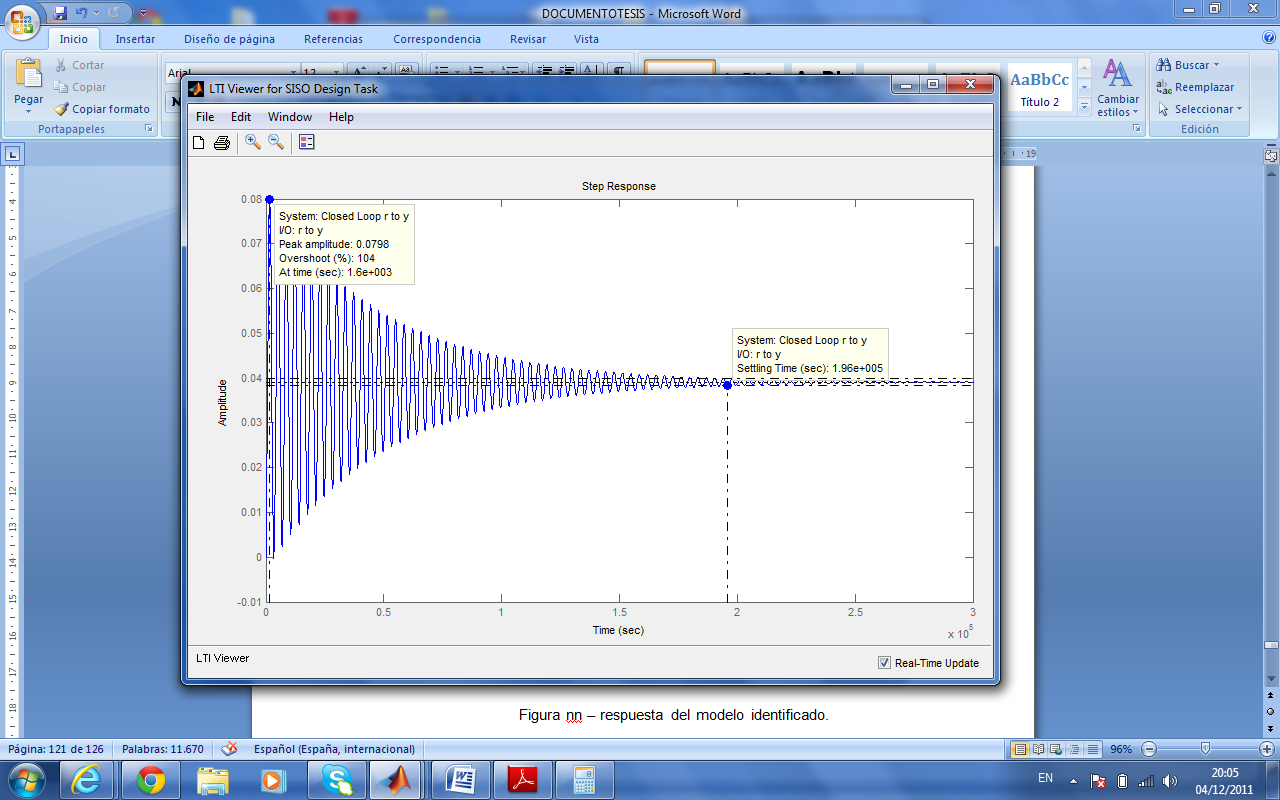 DOCUMENTOTESIS - Microsoft Word
Inicio Insertar Diseño de página Referencias Correspondencia Revisar Vista
Pegar
Cortar
Copiar
Copiar formato
Portapapeles
Arial
12
N
AaBbCc
Título 2
Cambiar estilos
Buscar
Reemplazar
Seleccionar
Edición
LTI Viewer for SISO Design Task
File Edit Window Help
Step Response
System: Closed Loop r to y
I/O: r to y
Peak amplitude: 0.0798
Overshoot (%): 104
At time (sec): 1.6e+003
System: Closed Loop r to y
I/O: r to y
Settling Time (sec): 1.96e+005
Amplitude
0.08
0.07
0.06
0.05
0.04
0.03
0.02
0.01
0
-0.01
0 0.5 1 1.5 2 2.5 3
x 10^5
Time (sec)
LTI Viewer
Real-Time Update
Figura nn – respuesta del modelo identificado.
Página: 121 de 126 Palabras: 11.670 Español (España, internacional) 96%
EN
20:05
04/12/2011